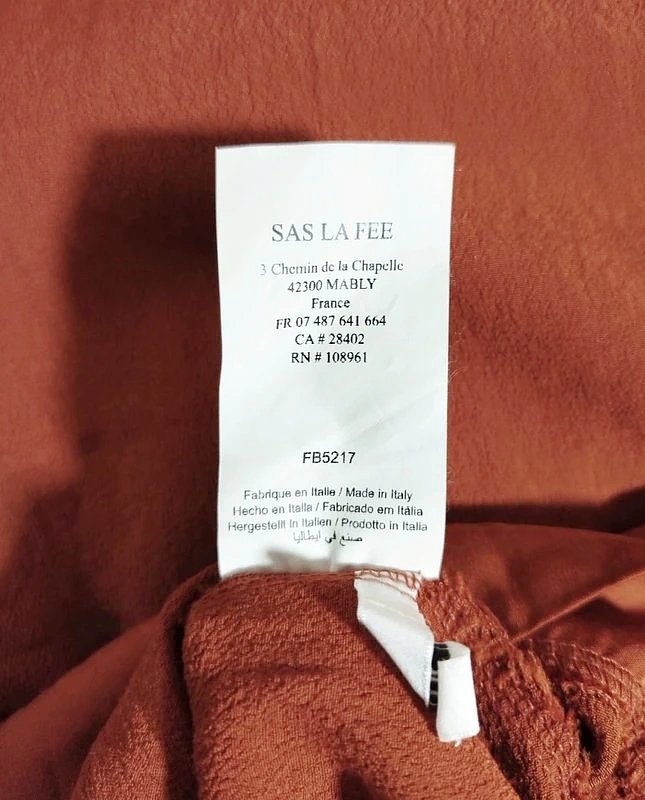 SAS LA FEE
3 Chemin de la Chapelle
42300 MABLY
France
FR 07 487 641 664
CA # 28402
RN # 108961
FB5217
Fabrique en Italie / Made in Italy
Hecho en Italia / Fabricado em Itália
Hergestellt in Italien / Prodotto in Italia
صنع في ايطاليا